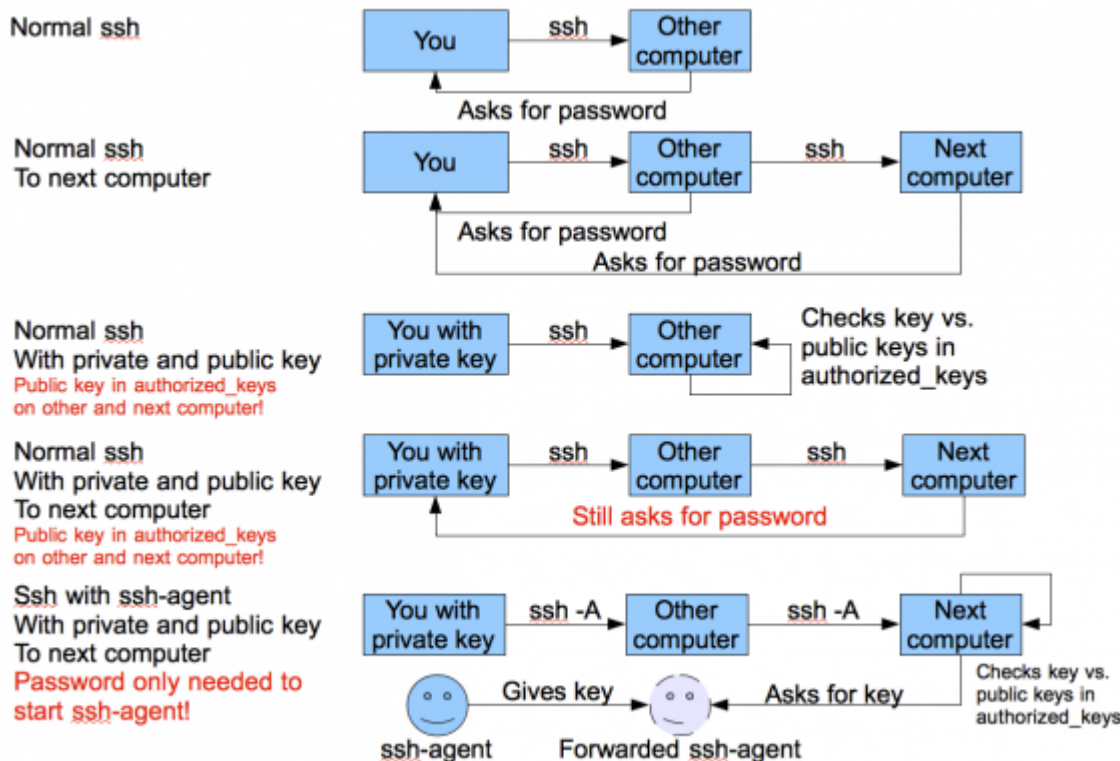 Normal ssh
You
ssh
Other
computer
Asks for password
Normal ssh
To next computer
You
ssh
Other
computer
ssh
Next
computer
Asks for password
Asks for password
Normal ssh
With private and public key
Public key in authorized_keys
on other and next computer!
You with
private key
ssh
Other
computer
Checks key vs.
public keys in
authorized_keys
Normal ssh
With private and public key
To next computer
Public key in authorized_keys
on other and next computer!
You with
private key
ssh
Other
computer
ssh
Next
computer
Still asks for password
Ssh with ssh-agent
With private and public key
To next computer
Password only needed to
start ssh-agent!
You with
private key
ssh -A
Other
computer
ssh -A
Next
computer
Gives key
Asks for key
Checks key vs.
public keys in
authorized_keys
ssh-agent
Forwarded ssh-agent